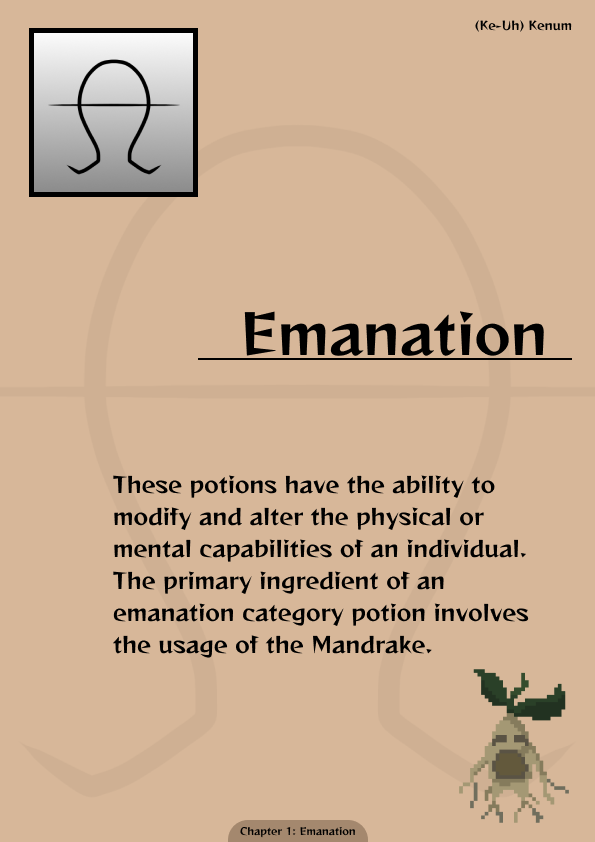 (Ke-Uh) Kenum
Emanation
These potions have the ability to
modify and alter the physical or
mental capabilities of an individual.
The primary ingredient of an
emanation category potion involves
the usage of the Mandrake.
Chapter 1: Emanation